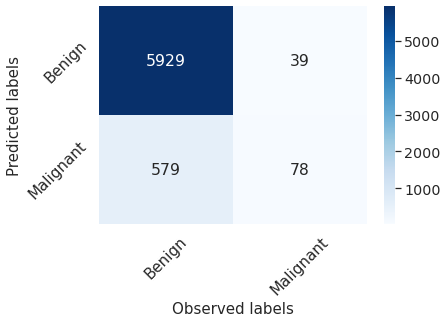 Predicted labels
Benign
Malignant
5929
39
579
78
Benign
Malignant
Observed labels
5000
4000
3000
2000
1000